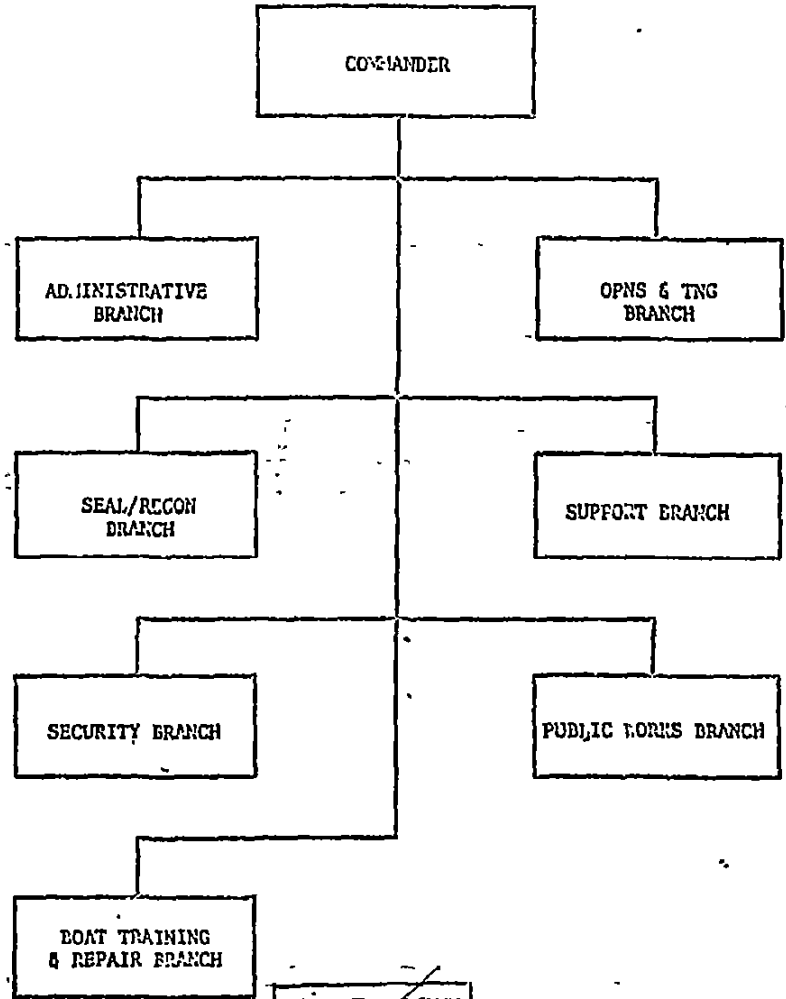 COMMANDER
ADMINISTRATIVE
BRANCH
OPNS & TNG
BRANCH
SEAL/RECON
BRANCH
SUPPORT BRANCH
SECURITY BRANCH
PUBLIC WORKS BRANCH
BOAT TRAINING
& REPAIR BRANCH